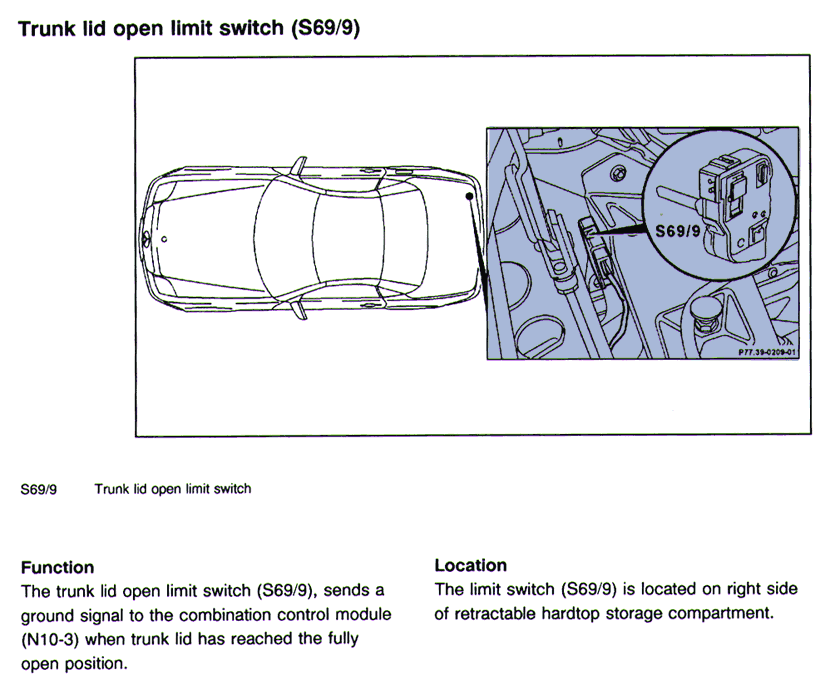 Trunk lid open limit switch (S69/9)
S69/9
P77.39-0209-01
S69/9 Trunk lid open limit switch
Function
The trunk lid open limit switch (S69/9), sends a
ground signal to the combination control module
(N10-3) when trunk lid has reached the fully
open position.
Location
The limit switch (S69/9) is located on right side
of retractable hardtop storage compartment.